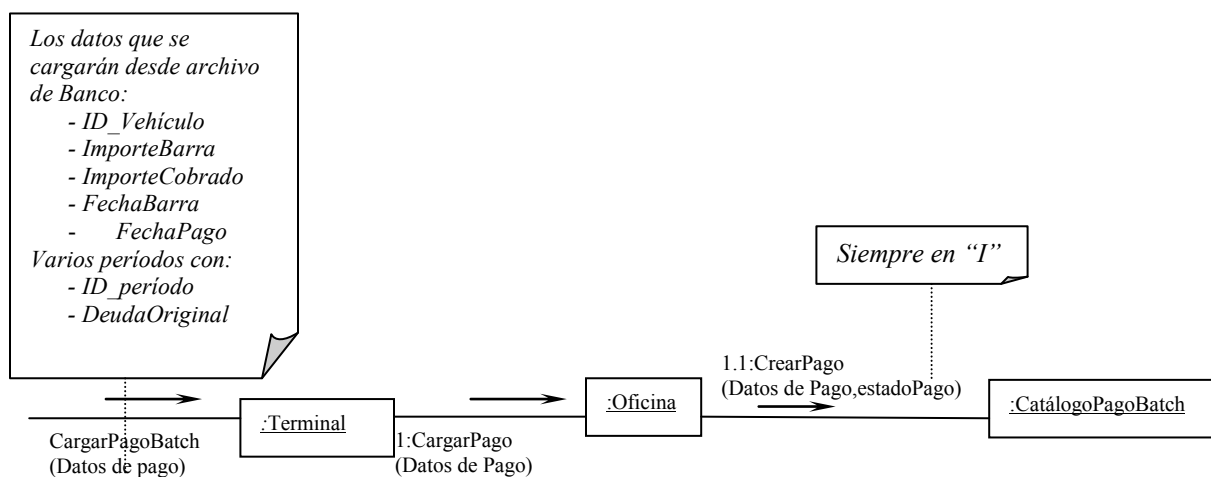 Los datos que se
cargarán desde archivo
de Banco:
- ID_Vehículo
- ImporteBarra
- ImporteCobrado
- FechaBarra
- FechaPago
Varios períodos con:
- ID_período
- DeudaOriginal
Siempre en “I”
1.1:CrearPago
(Datos de Pago,estadoPago)
:Terminal
:Oficina
:CatálogoPagoBatch
CargarPagoBatch
(Datos de pago)
1:CargarPago
(Datos de Pago)